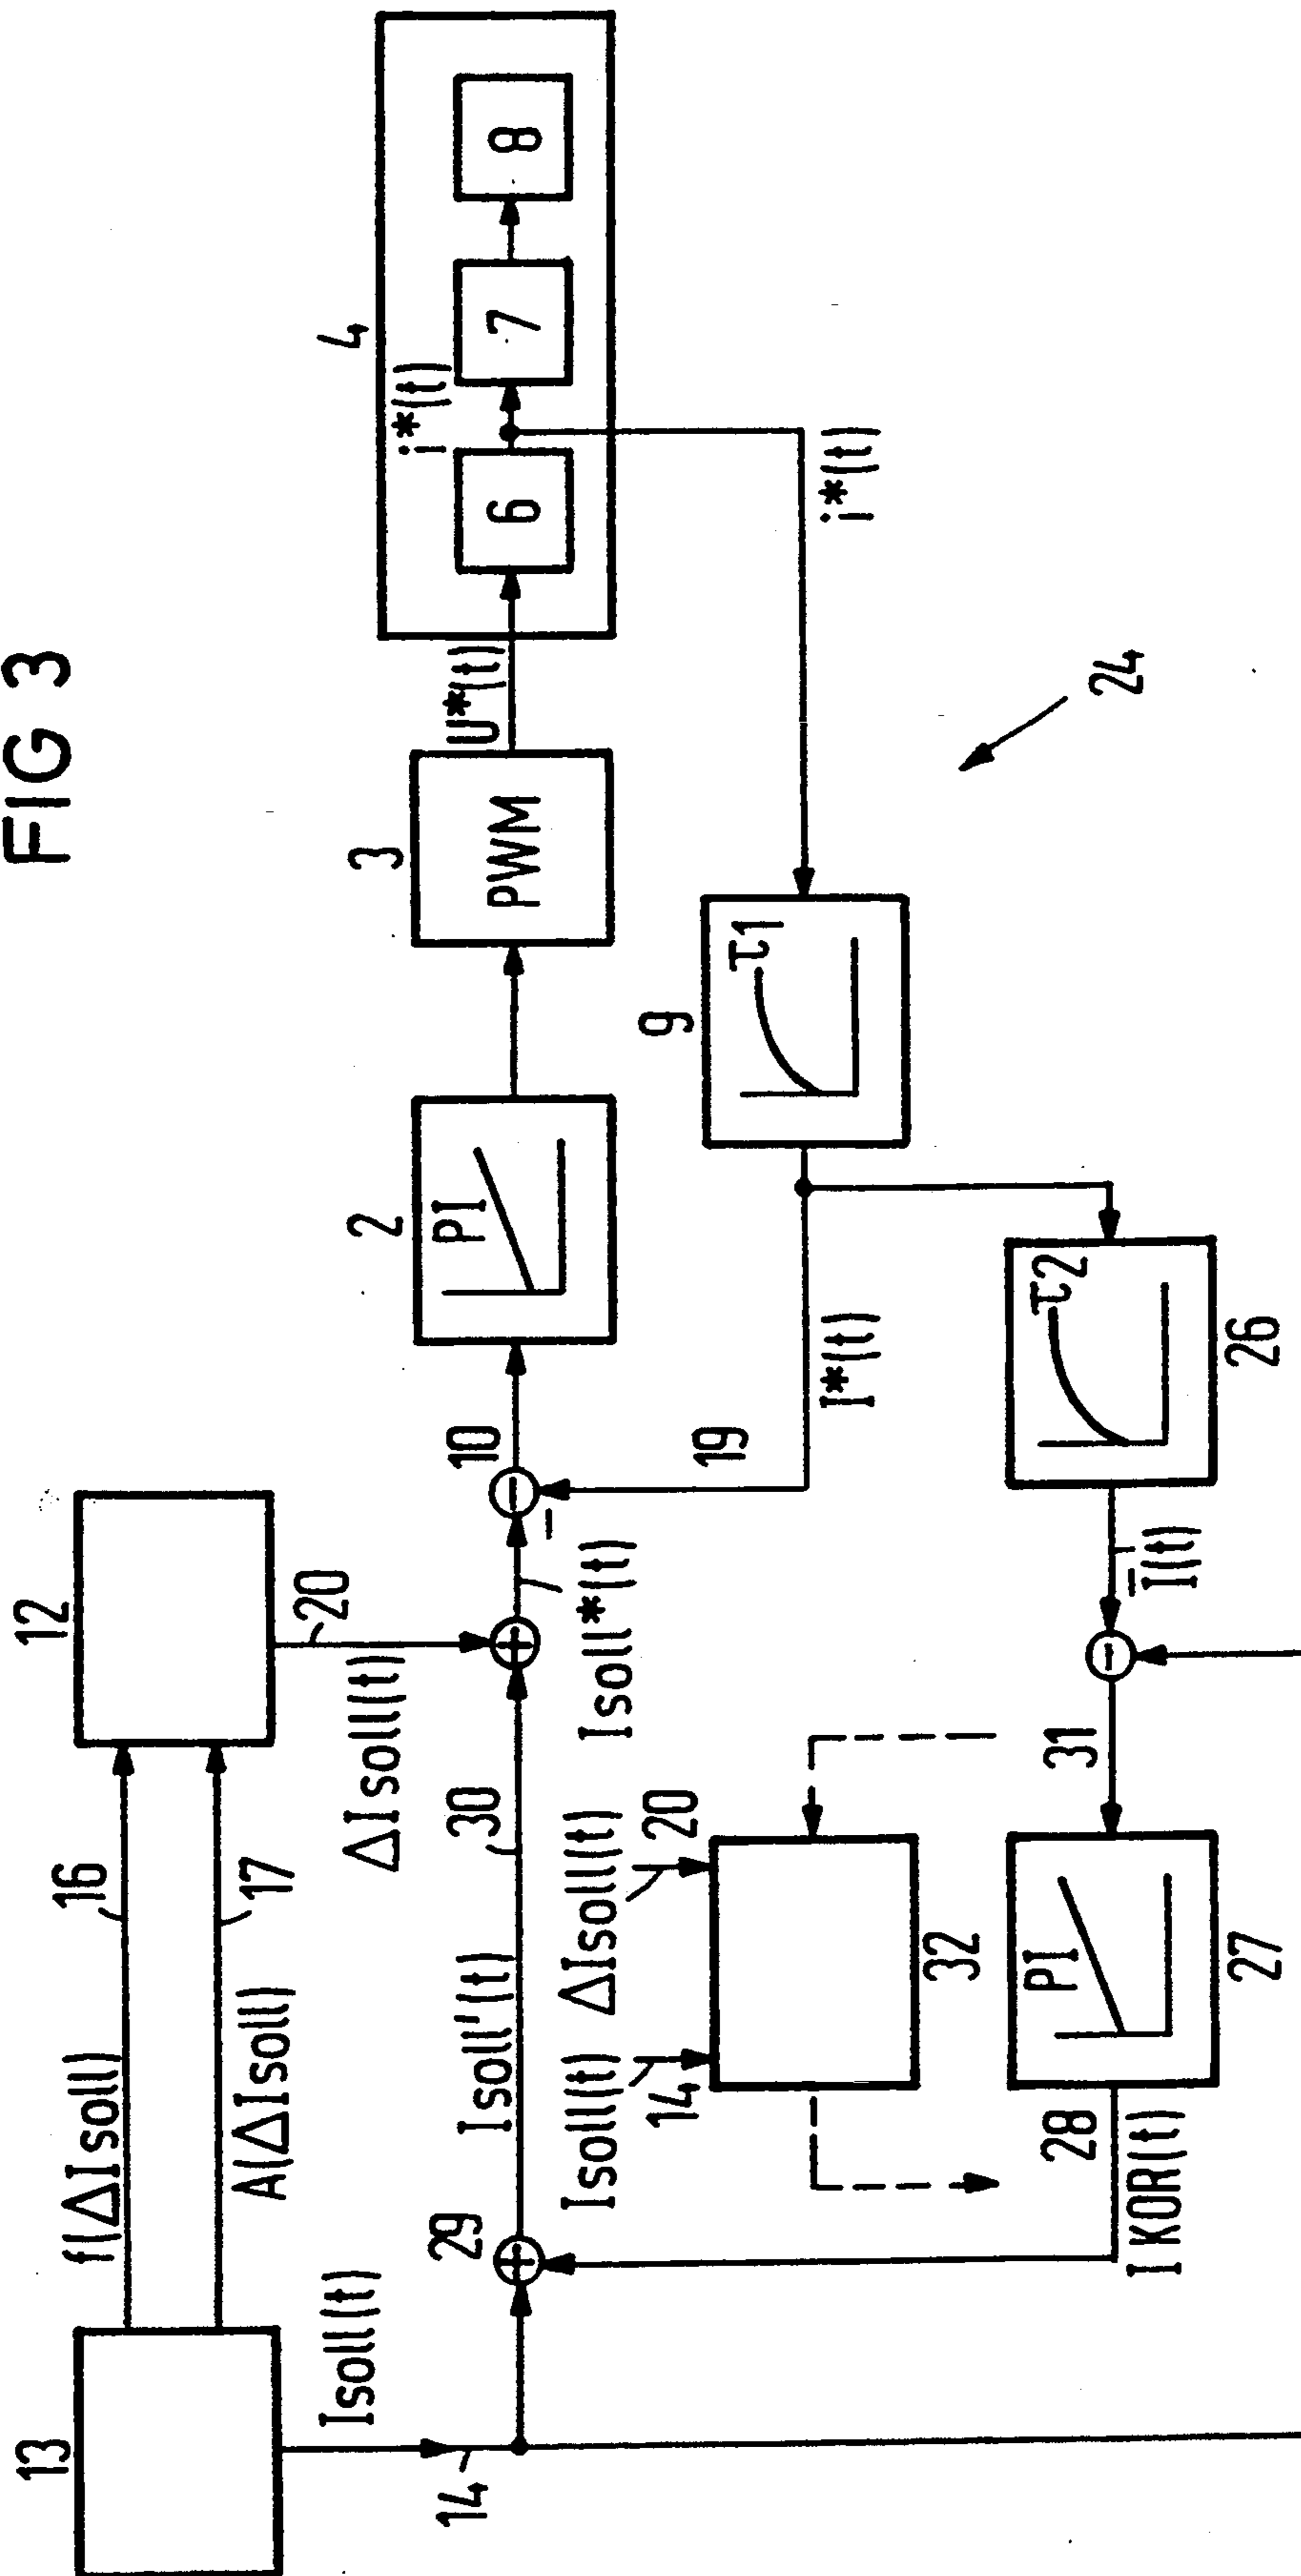 FIG 3
13
f(ΔIsoll)
16
12
A(ΔIsoll)
17
Isoll(t)
14
20
ΔIsoll(t)
29
Isoll'(t)
30
Isoll*(t)
10
–
2
PI
3
PWM
U*(t)
4
i*(t)
6
7
8
i*(t)
9
τ1
19
I*(t)
24
Isoll(t)
14
ΔIsoll(t)
20
32
28
IKOR(t)
PI
27
31
I̅(t)
τ2
26